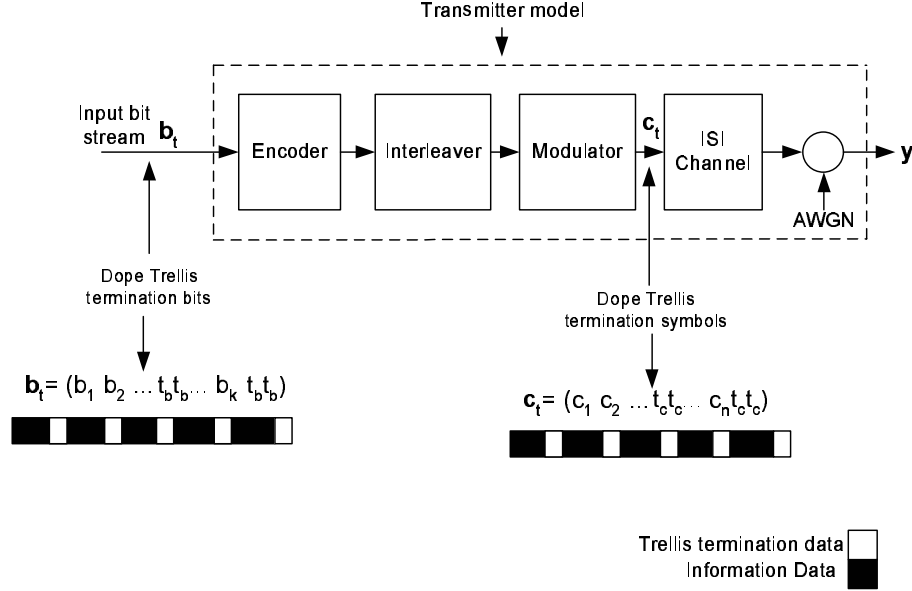 Transmitter model
Input bit
stream b_t
Encoder
Interleaver
Modulator
c_t
ISI
Channel
y
AWGN
Dope Trellis
termination bits
Dope Trellis
termination symbols
b_t= (b_1 b_2 ... t_b t_b ... b_k t_b t_b)
c_t= (c_1 c_2 ... t_c t_c ... c_n t_c t_c)
Trellis termination data
Information Data